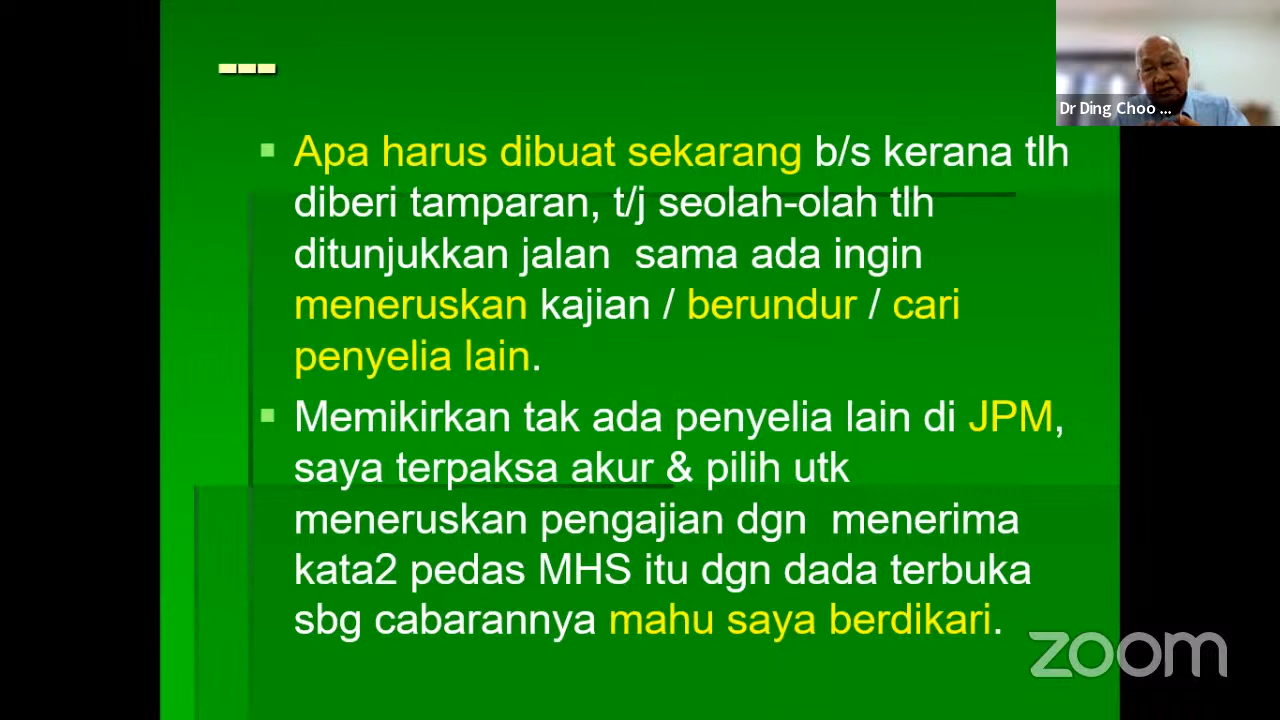 ---
Dr Ding Choo ...
Apa harus dibuat sekarang b/s kerana tlh
diberi tamparan, t/j seolah-olah tlh
ditunjukkan jalan sama ada ingin
meneruskan kajian / berundur / cari
penyelia lain.
Memikirkan tak ada penyelia lain di JPM,
saya terpaksa akur & pilih utk
meneruskan pengajian dgn menerima
kata2 pedas MHS itu dgn dada terbuka
sbg cabarannya mahu saya berdikari.
zoom